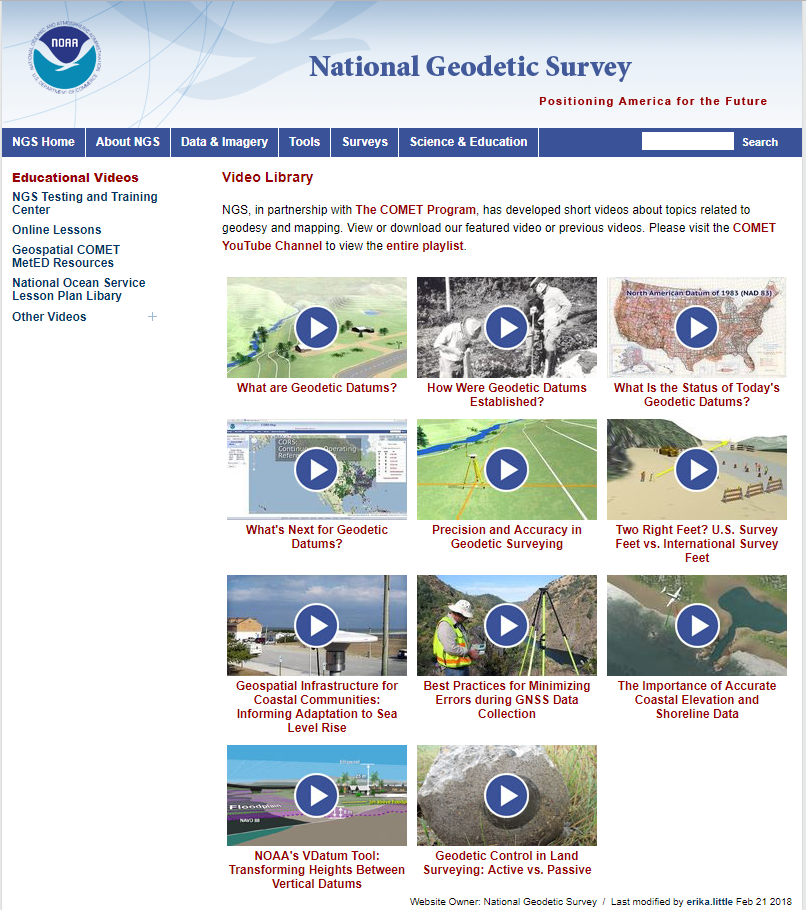 NOAA
NATIONAL OCEANIC AND ATMOSPHERIC ADMINISTRATION
U.S. DEPARTMENT OF COMMERCE
National Geodetic Survey
Positioning America for the Future
NGS Home
About NGS
Data & Imagery
Tools
Surveys
Science & Education
Search
Educational Videos
NGS Testing and Training
Center
Online Lessons
Geospatial COMET
MetED Resources
National Ocean Service
Lesson Plan Libary
Other Videos
Video Library
NGS, in partnership with The COMET Program, has developed short videos about topics related to
geodesy and mapping. View or download our featured video or previous videos. Please visit the COMET
YouTube Channel to view the entire playlist.
What are Geodetic Datums?
How Were Geodetic Datums
Established?
North American Datum of 1983 (NAD 83)
What Is the Status of Today's
Geodetic Datums?
CORS:
What's Next for Geodetic
Datums?
Precision and Accuracy in
Geodetic Surveying
Two Right Feet? U.S. Survey
Feet vs. International Survey
Feet
Geospatial Infrastructure for
Coastal Communities:
Informing Adaptation to Sea
Level Rise
Best Practices for Minimizing
Errors during GNSS Data
Collection
The Importance of Accurate
Coastal Elevation and
Shoreline Data
Floodplain
NAVD 88
NOAA's VDatum Tool:
Transforming Heights Between
Vertical Datums
Geodetic Control in Land
Surveying: Active vs. Passive
Website Owner: National Geodetic Survey / Last modified by erika.little Feb 21 2018